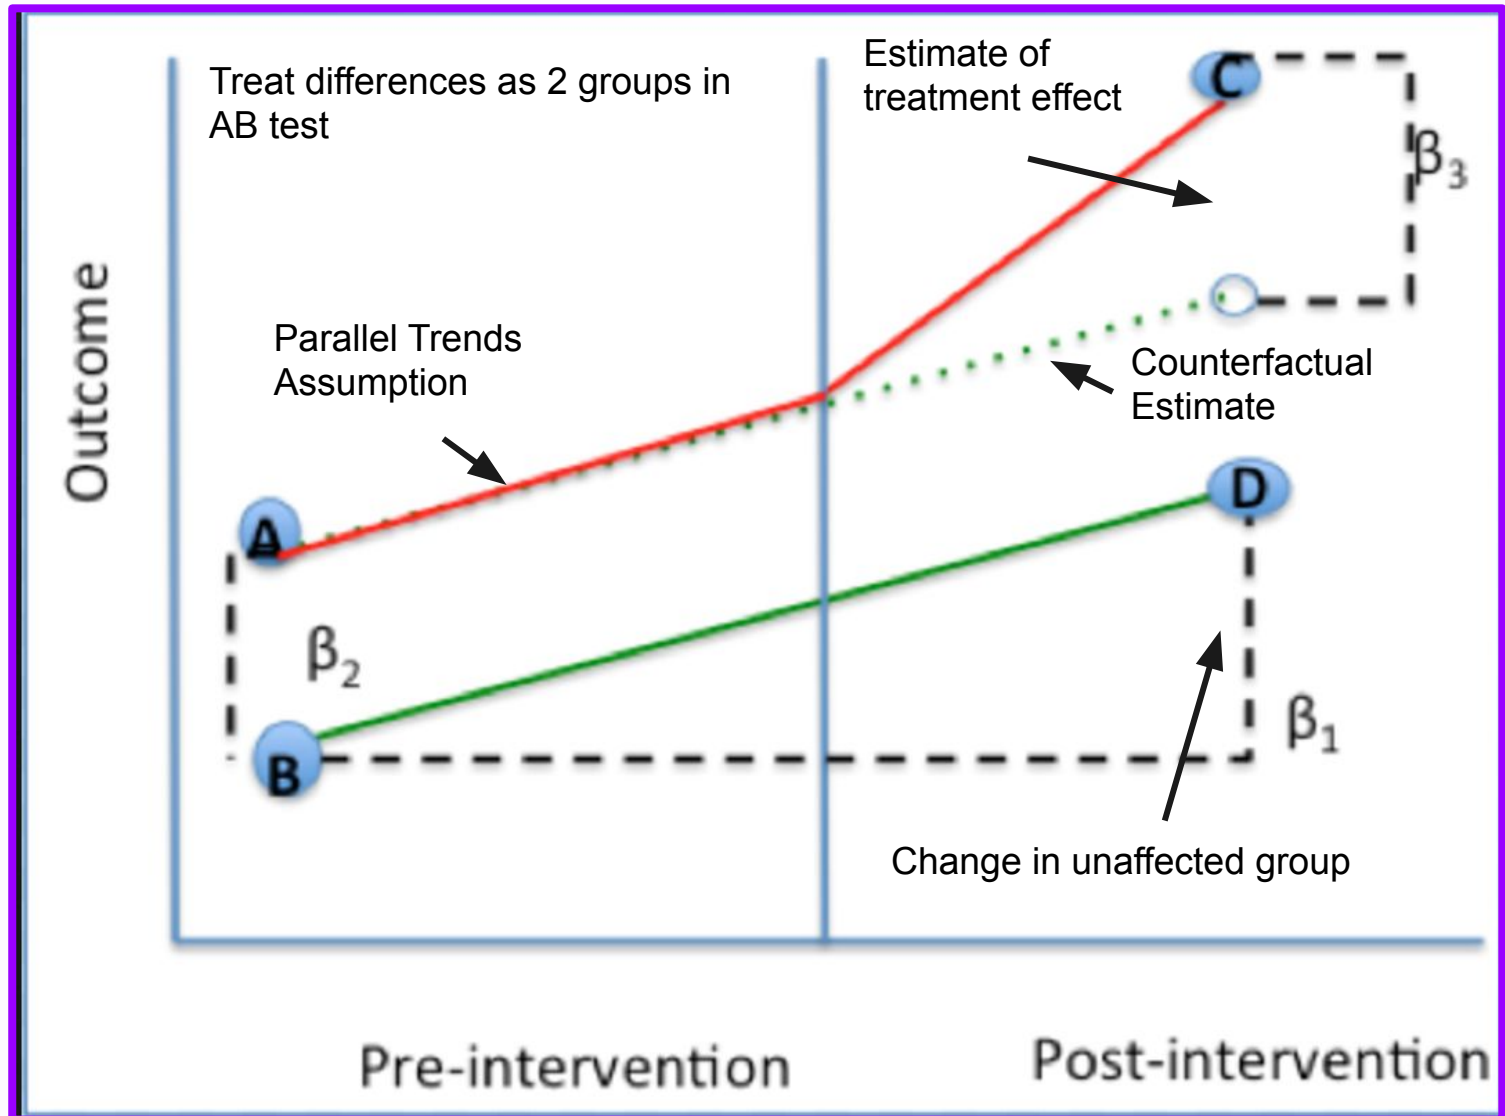 Treat differences as 2 groups in
AB test
Estimate of
treatment effect
C
β₃
Outcome
Parallel Trends
Assumption
Counterfactual
Estimate
A
D
β₂
B
β₁
Change in unaffected group
Pre-intervention
Post-intervention